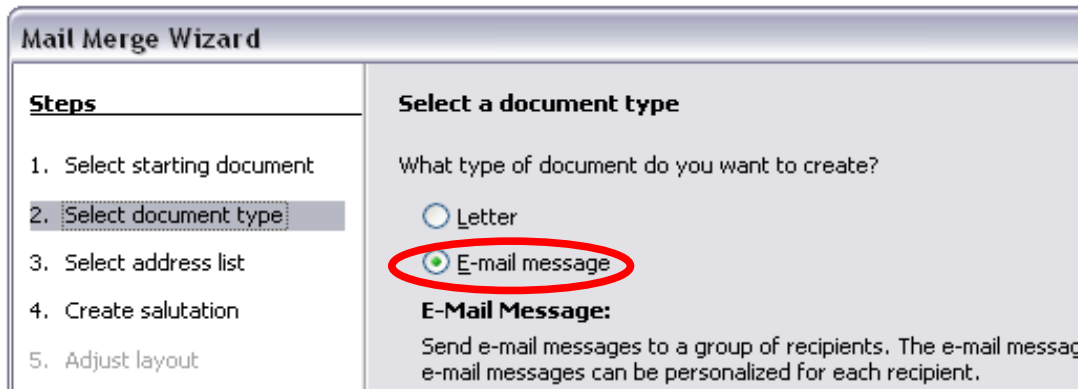 Mail Merge Wizard
Steps
1. Select starting document
2. Select document type
3. Select address list
4. Create salutation
5. Adjust layout
Select a document type
What type of document do you want to create?
Letter
E-mail message
E-Mail Message:
Send e-mail messages to a group of recipients. The e-mail
e-mail messages can be personalized for each recipient.